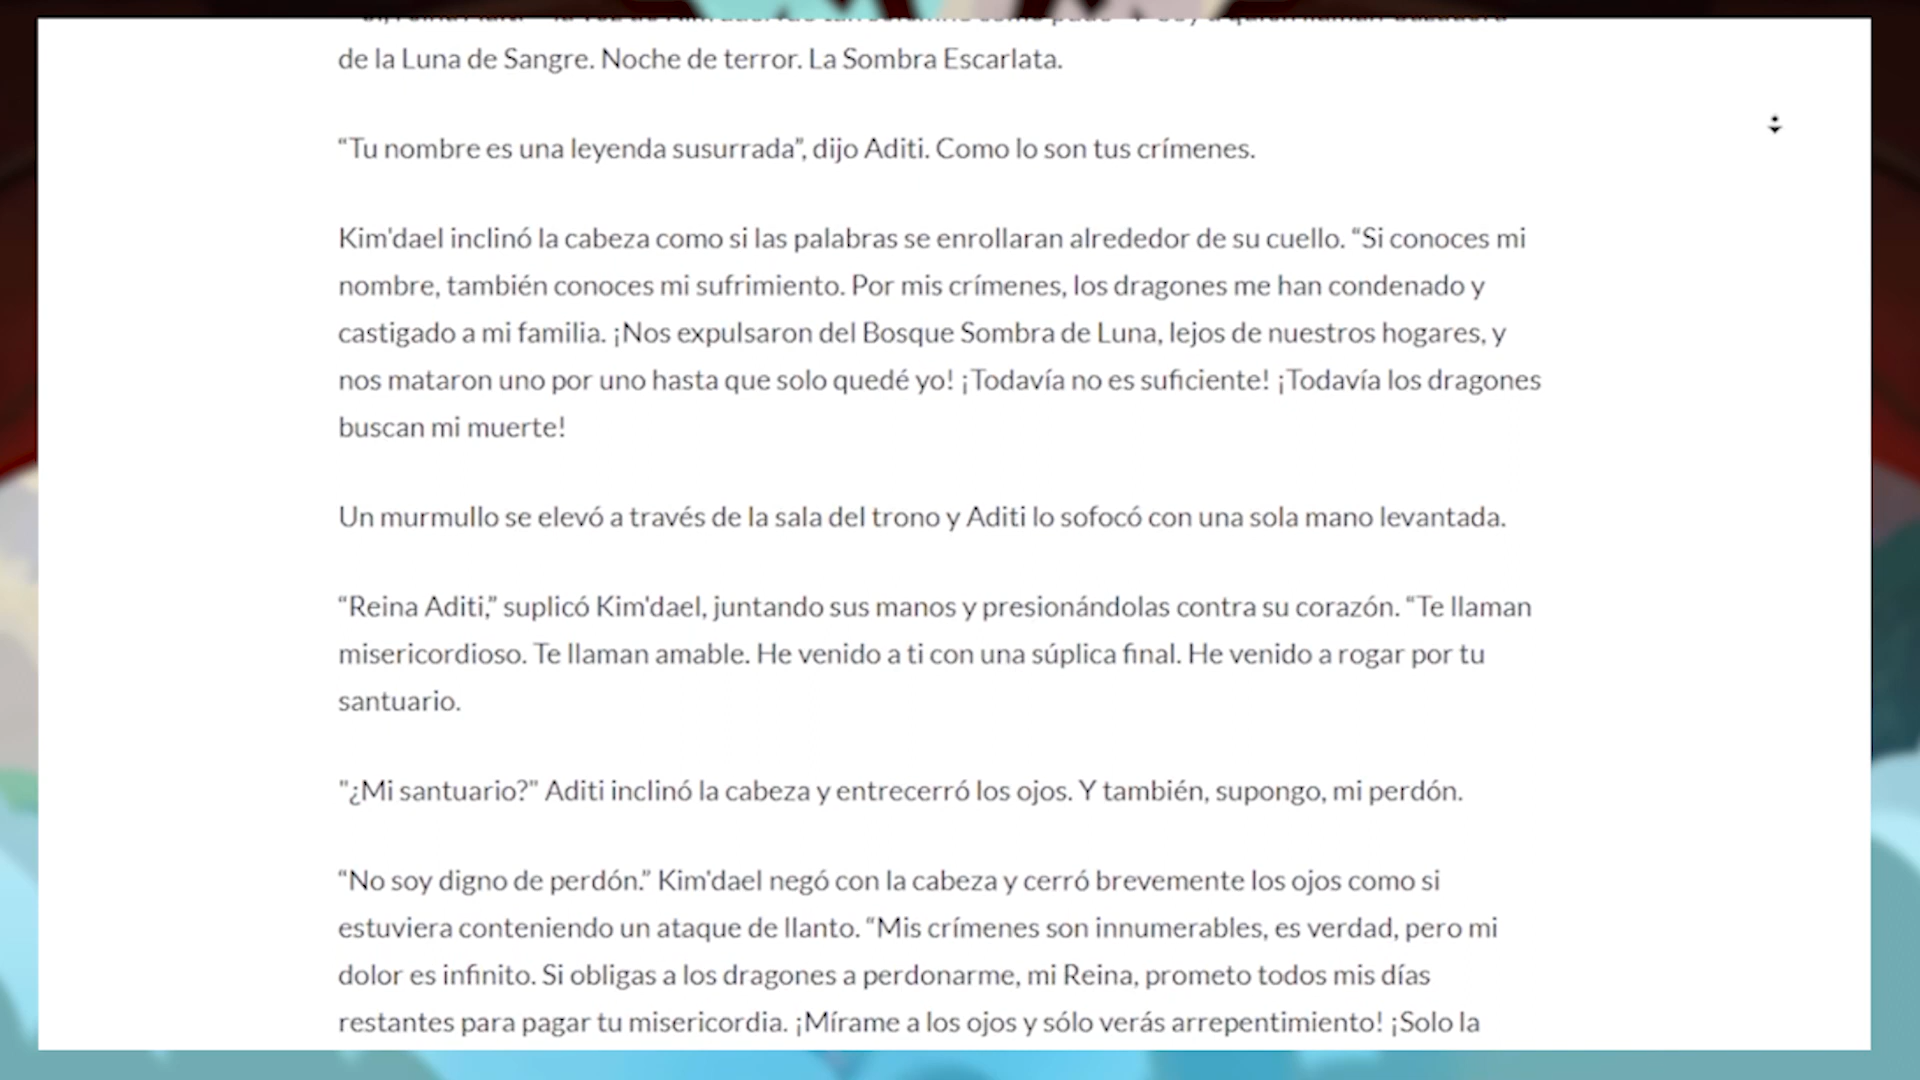 de la Luna de Sangre. Noche de terror. La Sombra Escarlata.
“Tu nombre es una leyenda susurrada”, dijo Aditi. Como lo son tus crímenes.
Kim'dael inclinó la cabeza como si las palabras se enrollaran alrededor de su cuello. “Si conoces mi
nombre, también conoces mi sufrimiento. Por mis crímenes, los dragones me han condenado y
castigado a mi familia. ¡Nos expulsaron del Bosque Sombra de Luna, lejos de nuestros hogares, y
nos mataron uno por uno hasta que solo quedé yo! ¡Todavía no es suficiente! ¡Todavía los dragones
buscan mi muerte!
Un murmullo se elevó a través de la sala del trono y Aditi lo sofocó con una sola mano levantada.
“Reina Aditi,” suplicó Kim'dael, juntando sus manos y presionándolas contra su corazón. “Te llaman
misericordioso. Te llaman amable. He venido a ti con una súplica final. He venido a rogar por tu
santuario.
"¿Mi santuario?" Aditi inclinó la cabeza y entrecerró los ojos. Y también, supongo, mi perdón.
“No soy digno de perdón.” Kim'dael negó con la cabeza y cerró brevemente los ojos como si
estuviera conteniendo un ataque de llanto. “Mis crímenes son innumerables, es verdad, pero mi
dolor es infinito. Si obligas a los dragones a perdonarme, mi Reina, prometo todos mis días
restantes para pagar tu misericordia. ¡Mírame a los ojos y sólo verás arrepentimiento! ¡Solo la